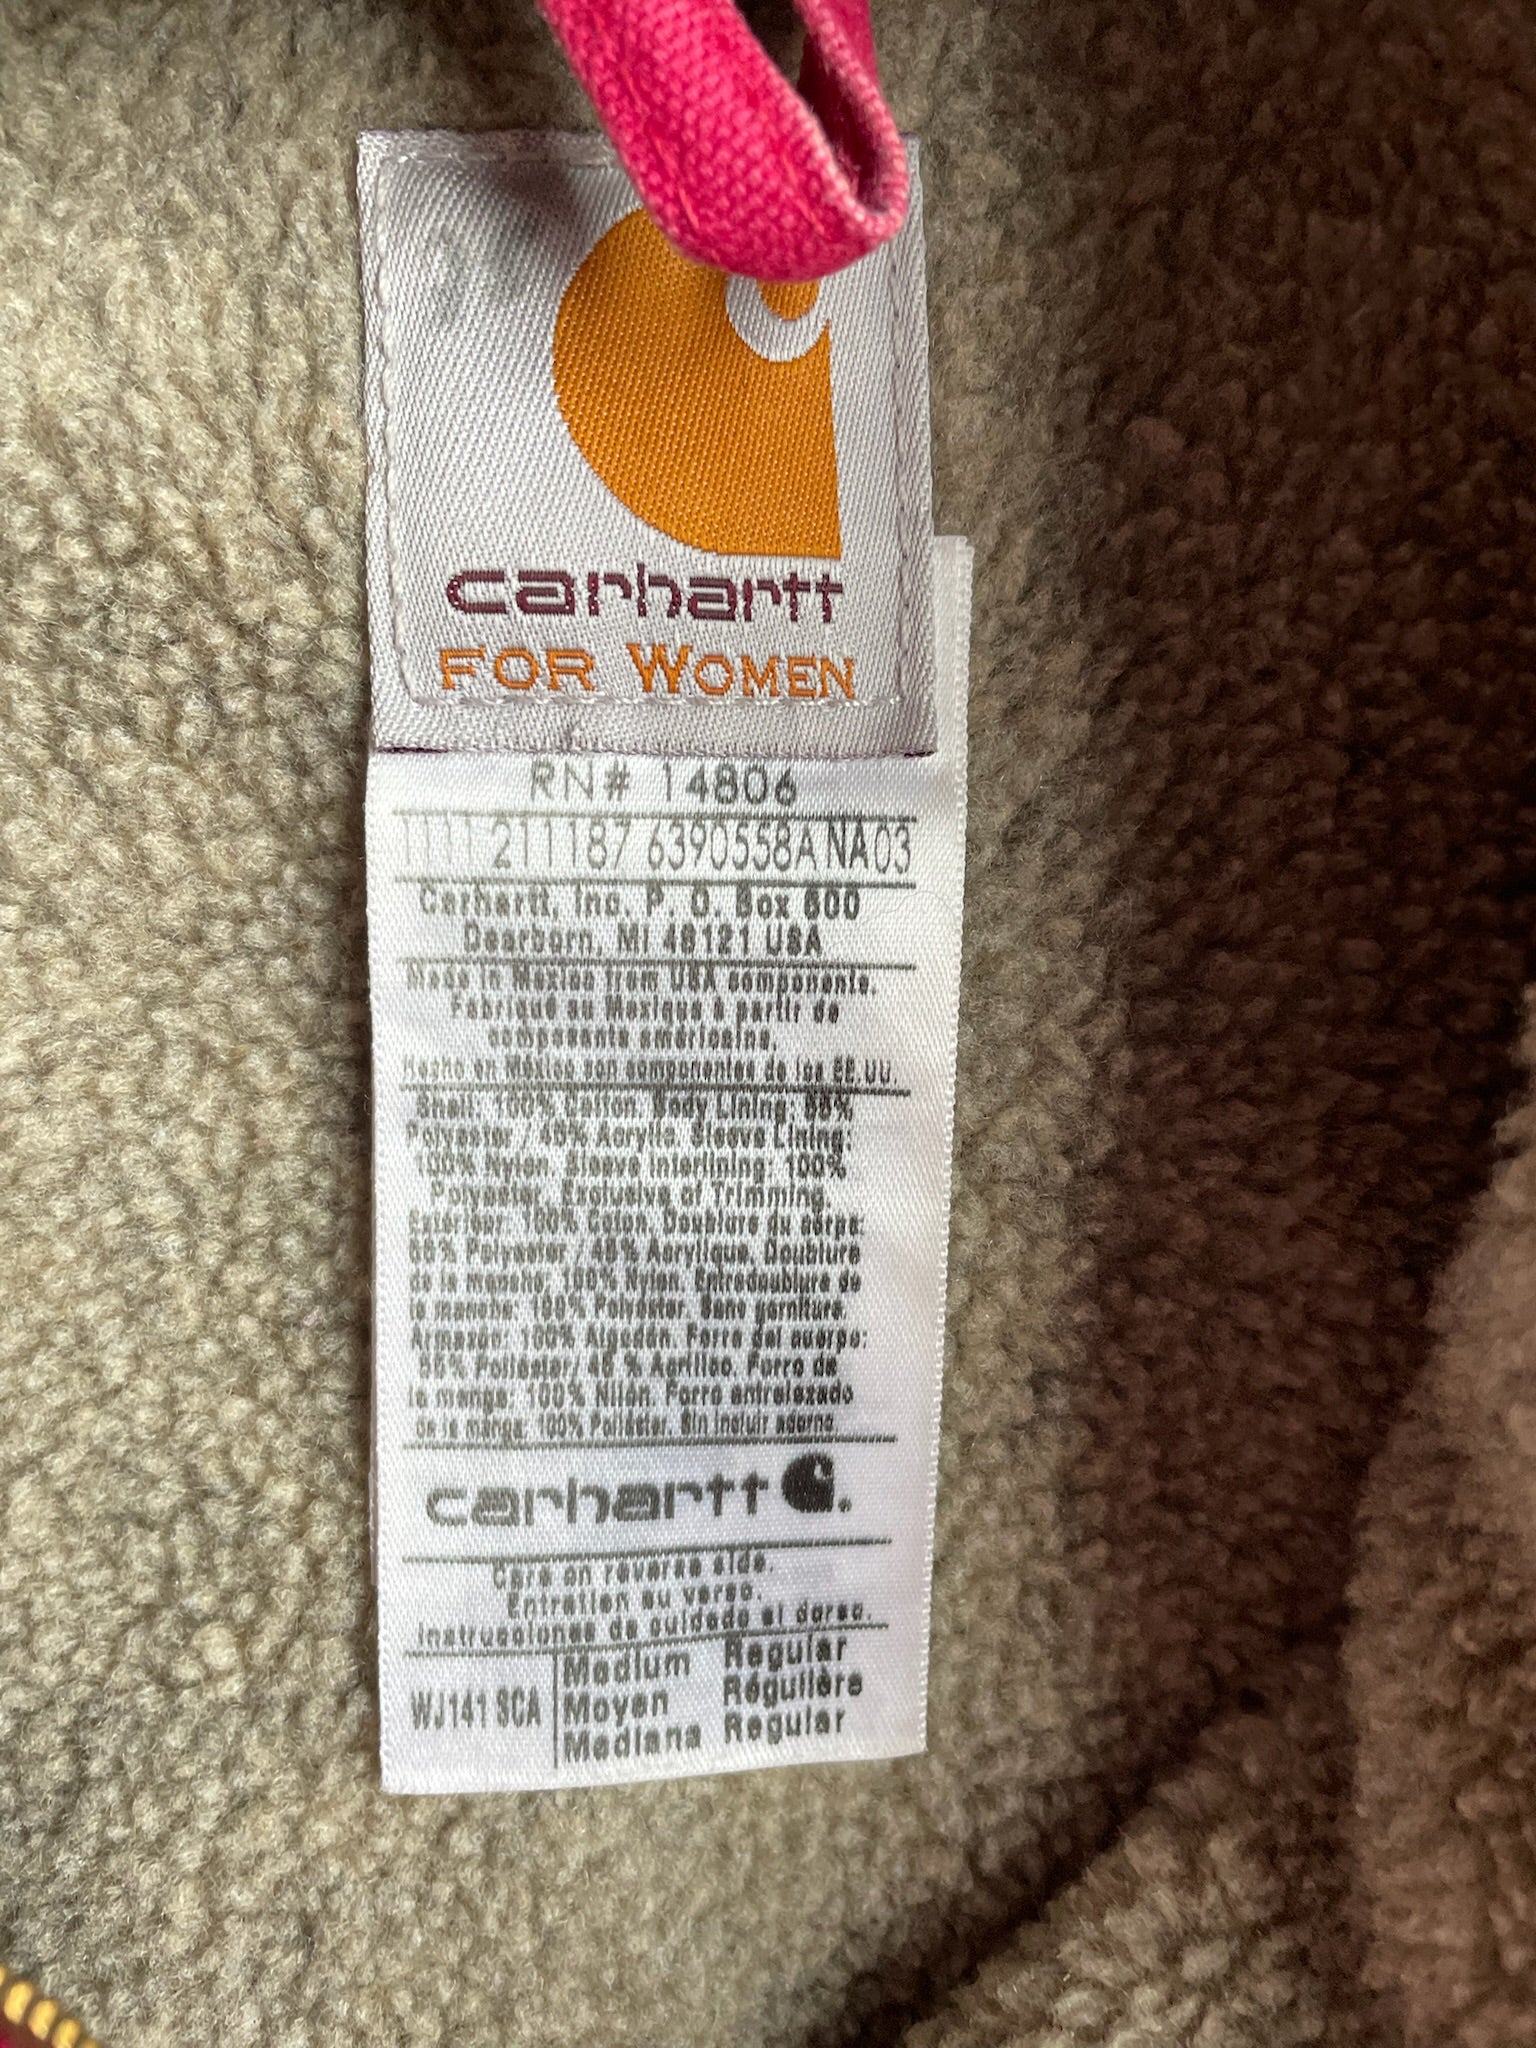 carhartt
FOR WOMEN
RN# 14806
1111 211187 6390558A NA03
Carhartt, Inc. P. O. Box 600
Dearborn, MI 48121 USA
Made in Mexico from USA components.
Fabriqué au Mexique à partir de
composants américains.
Hecho en México con componentes de los EE.UU.
Shell: 100% Cotton. Body Lining: 55%
Polyester / 45% Acrylic. Sleeve Lining:
100% Nylon. Sleeve Interlining: 100%
Polyester. Exclusive of Trimming.
Extérieur: 100% Coton. Doublure du corps:
55% Polyester / 45% Acrylique. Doublure
de la manche: 100% Nylon. Entredoublure de
la manche: 100% Polyester. Sans garniture.
Armazón: 100% Algodón. Forro del cuerpo:
55% Poliester / 45 % Acrílico. Forro de
la manga: 100% Nilón. Forro entrelazado
de la manga: 100% Poliéster. Sin incluir adorno.
carhartt
Care on reverse side.
Entretien au verso.
Instrucciones de cuidado al dorso.
WJ141 SCA
Medium Regular
Moyen Régulière
Mediana Regular